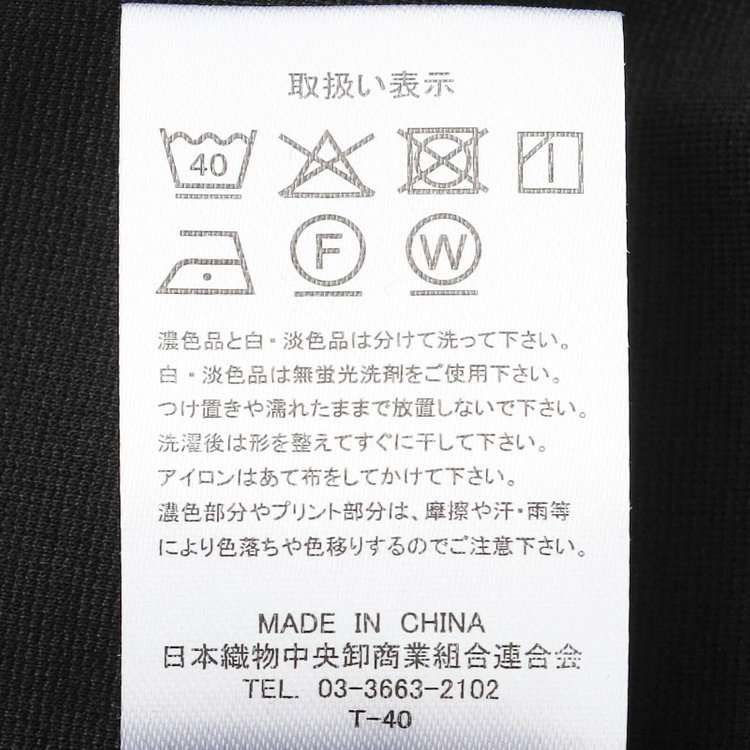 取扱い表示
40
F W
濃色品と白・淡色品は分けて洗って下さい。
白・淡色品は無蛍光洗剤をご使用下さい。
つけ置きや濡れたままで放置しないで下さい。
洗濯後は形を整えてすぐに干して下さい。
アイロンはあて布をしてかけて下さい。
濃色部分やプリント部分は、摩擦や汗・雨等
により色落ちや色移りするのでご注意下さい。
MADE IN CHINA
日本織物中央卸商業組合連合会
TEL. 03-3663-2102
T-40